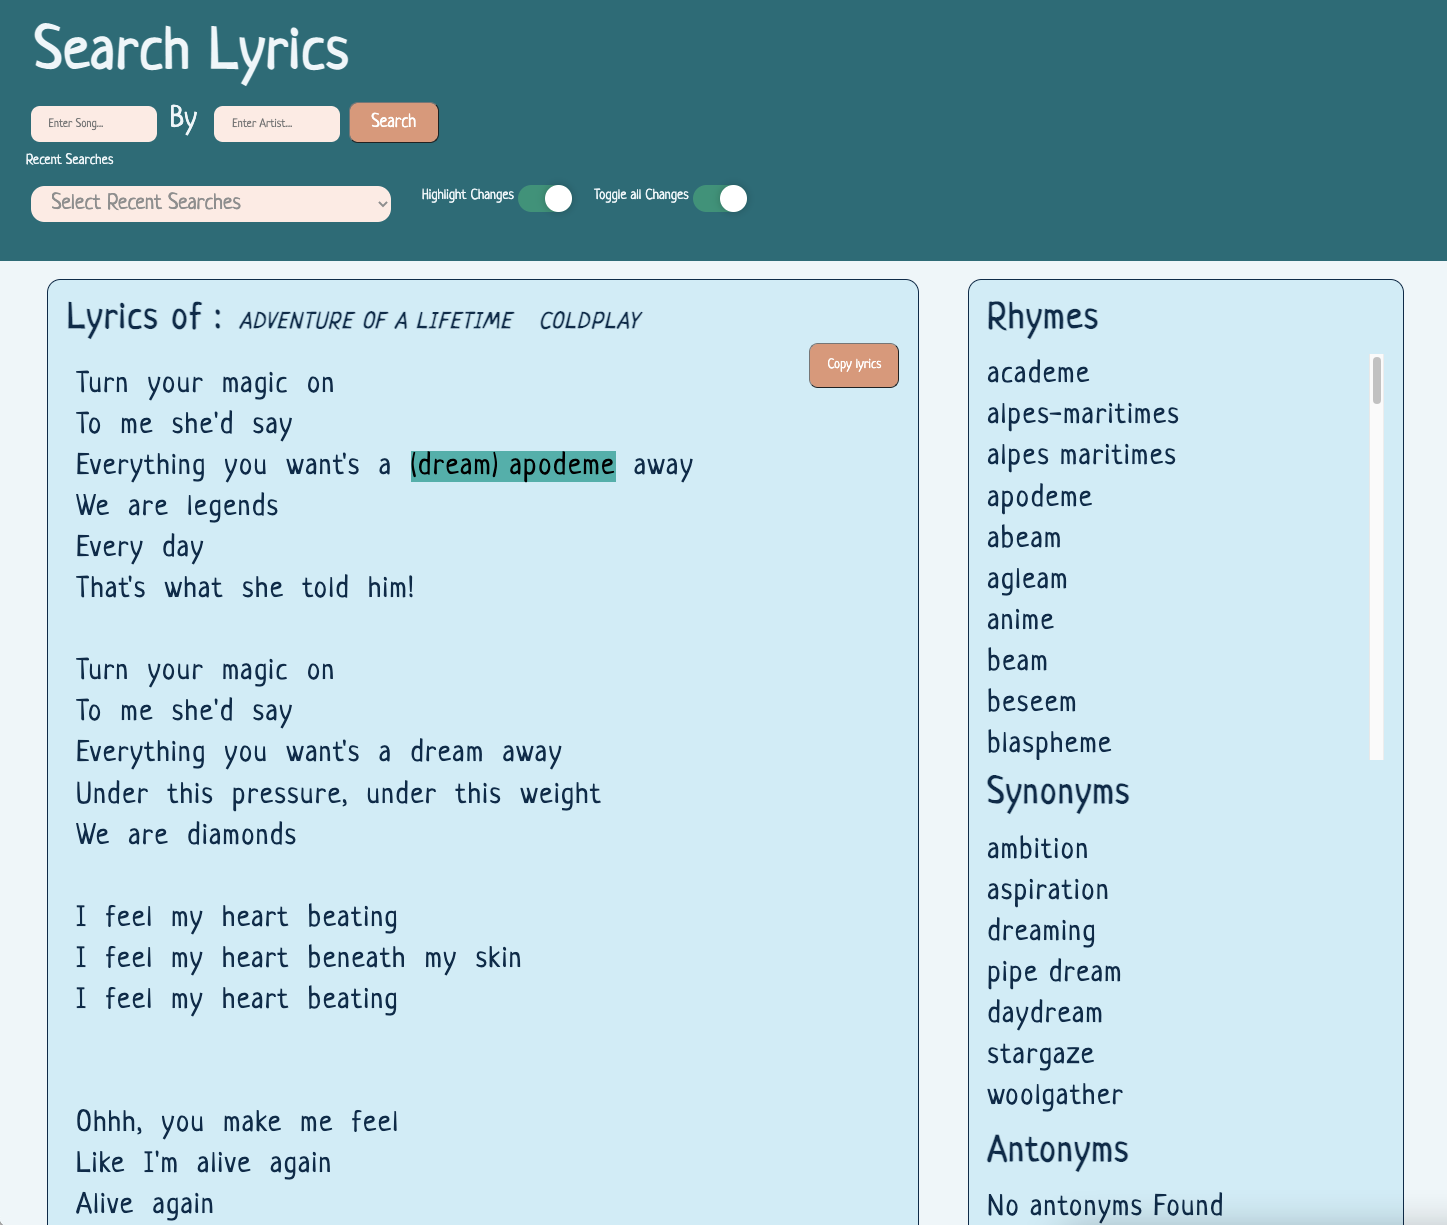 Search Lyrics
Enter Song... By Enter Artist... Search
Recent Searches
Select Recent Searches Highlight Changes Toggle all Changes
Lyrics of : ADVENTURE OF A LIFETIME COLDPLAY
Copy lyrics
Turn your magic on
To me she'd say
Everything you want's a (dream) apodeme away
We are legends
Every day
That's what she told him!
Turn your magic on
To me she'd say
Everything you want's a dream away
Under this pressure, under this weight
We are diamonds
I feel my heart beating
I feel my heart beneath my skin
I feel my heart beating
Ohhh, you make me feel
Like I'm alive again
Alive again
Rhymes
academe
alpes-maritimes
alpes maritimes
apodeme
abeam
agleam
anime
beam
beseem
blaspheme
Synonyms
ambition
aspiration
dreaming
pipe dream
daydream
stargaze
woolgather
Antonyms
No antonyms Found